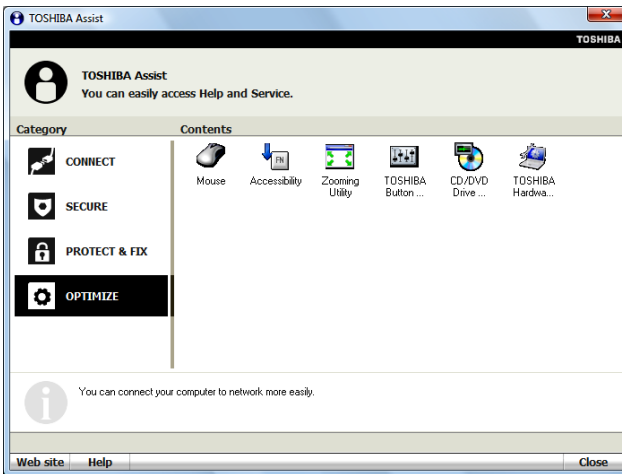 TOSHIBA Assist
TOSHIBA
TOSHIBA Assist
You can easily access Help and Service.
Category
Contents
CONNECT
SECURE
PROTECT & FIX
OPTIMIZE
Mouse
Accessibility
FN
Zooming
Utility
TOSHIBA
Button ...
CD/DVD
Drive ...
TOSHIBA
Hardwa...
You can connect your computer to network more easily.
Web site
Help
Close